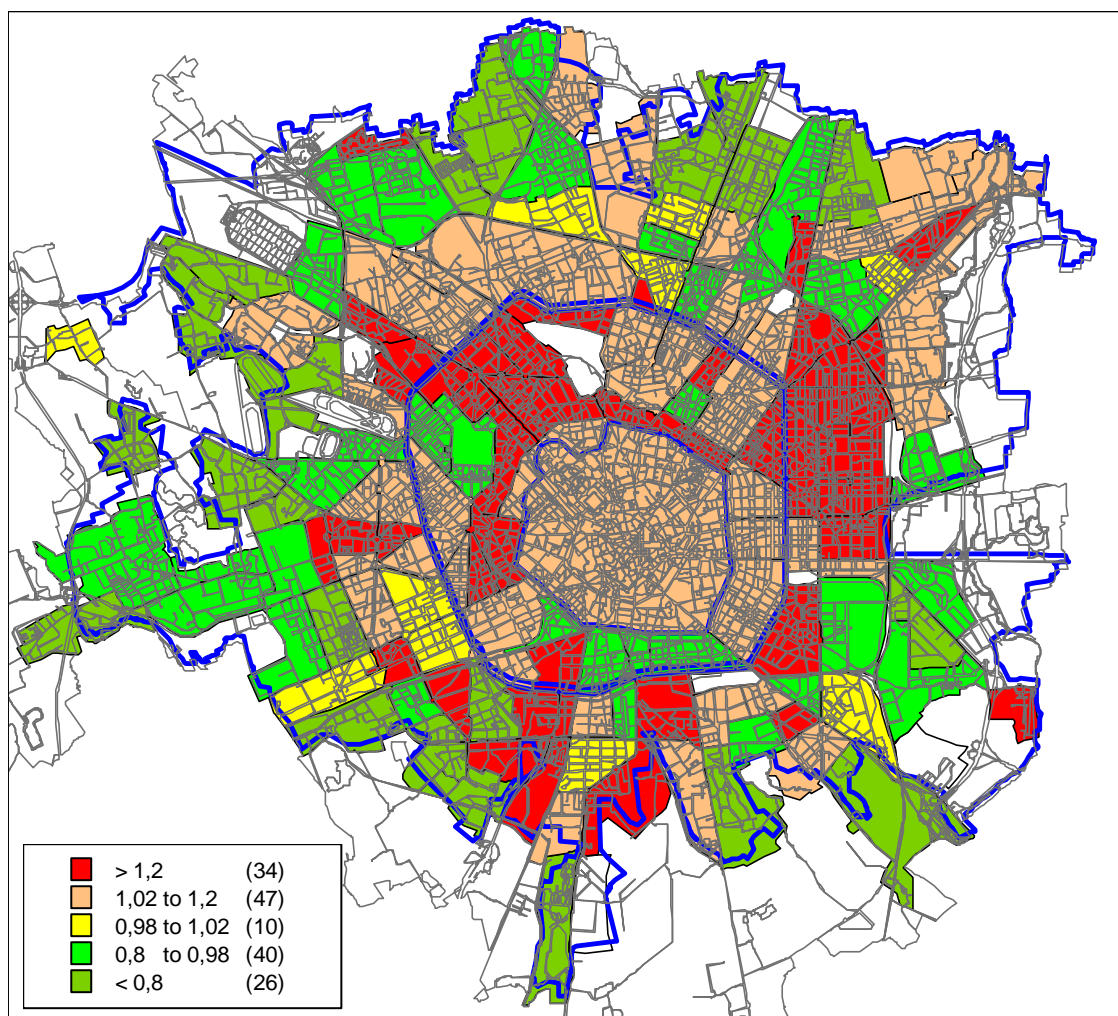 > 1,2 (34)
1,02 to 1,2 (47)
0,98 to 1,02 (10)
0,8 to 0,98 (40)
< 0,8 (26)